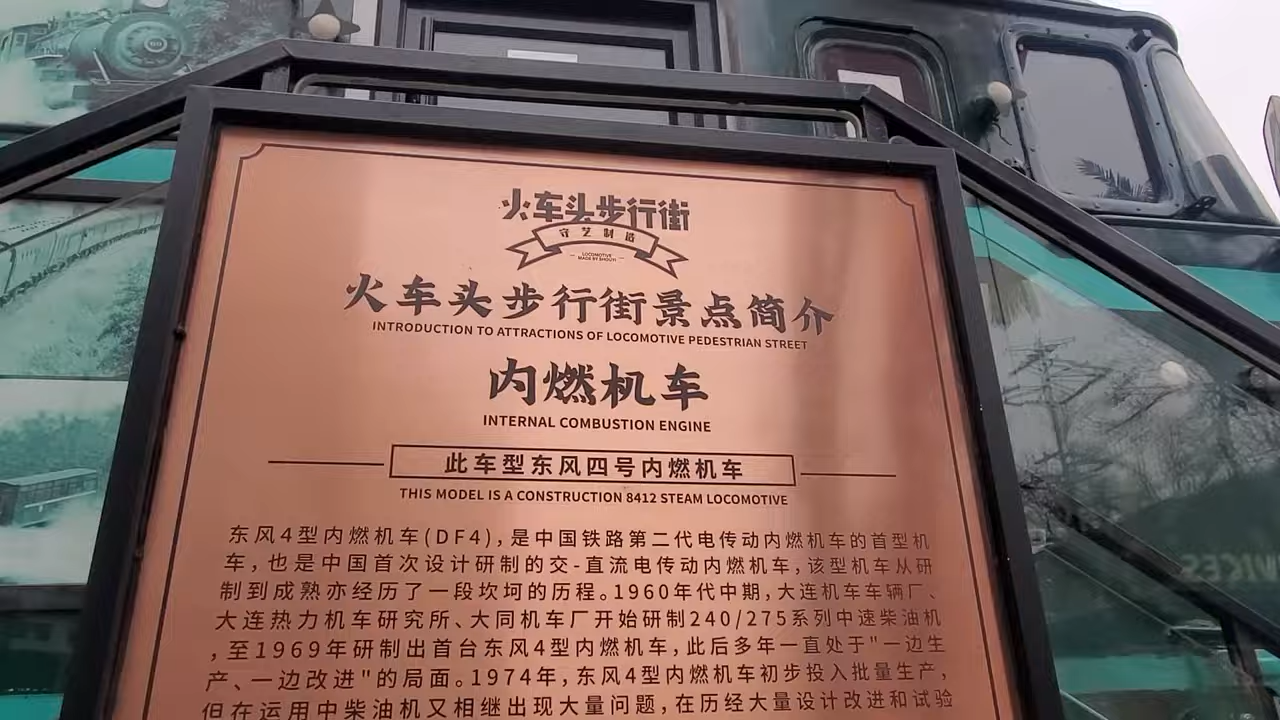 火车头步行街
守艺制造
LOCOMOTIVE
MADE BY SHOUYI
火车头步行街景点简介
INTRODUCTION TO ATTRACTIONS OF LOCOMOTIVE PEDESTRIAN STREET
内燃机车
INTERNAL COMBUSTION ENGINE
此车型东风四号内燃机车
THIS MODEL IS A CONSTRUCTION 8412 STEAM LOCOMOTIVE
东风4型内燃机车(DF4),是中国铁路第二代电传动内燃机车的首型机
车,也是中国首次设计研制的交-直流电传动内燃机车,该型机车从研
制到成熟亦经历了一段坎坷的历程。1960年代中期,大连机车车辆厂、
大连热力机车研究所、大同机车厂开始研制240/275系列中速柴油机
,至1969年研制出首台东风4型内燃机车,此后多年一直处于"一边生
产、一边改进"的局面。1974年,东风4型内燃机车初步投入批量生产,
但在运用中柴油机又相继出现大量问题,在历经大量设计改进和试验